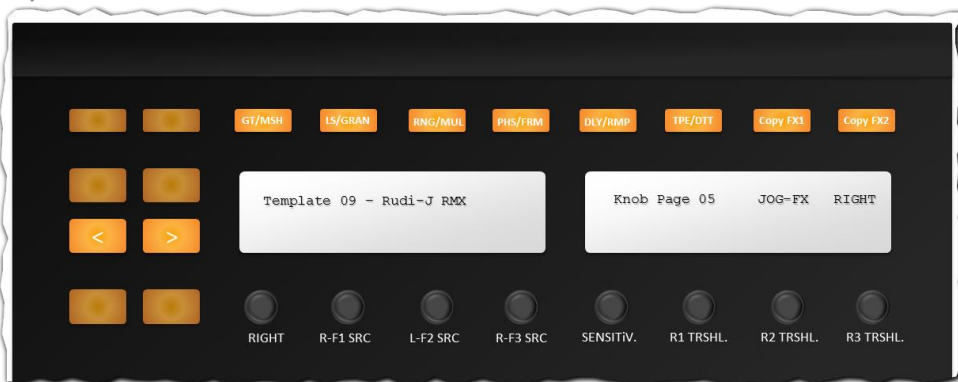 GT/MSH LS/GRAN RNG/MUL PHS/FRM DLY/RMP TPE/DTT Copy FX1 Copy FX2
Template 09 - Rudi-J RMX
Knob Page 05 JOG=FX RIGHT
< >
RIGHT R-F1 SRC L-F2 SRC R-F3 SRC SENSITiV. R1 TRSHL. R2 TRSHL. R3 TRSHL.